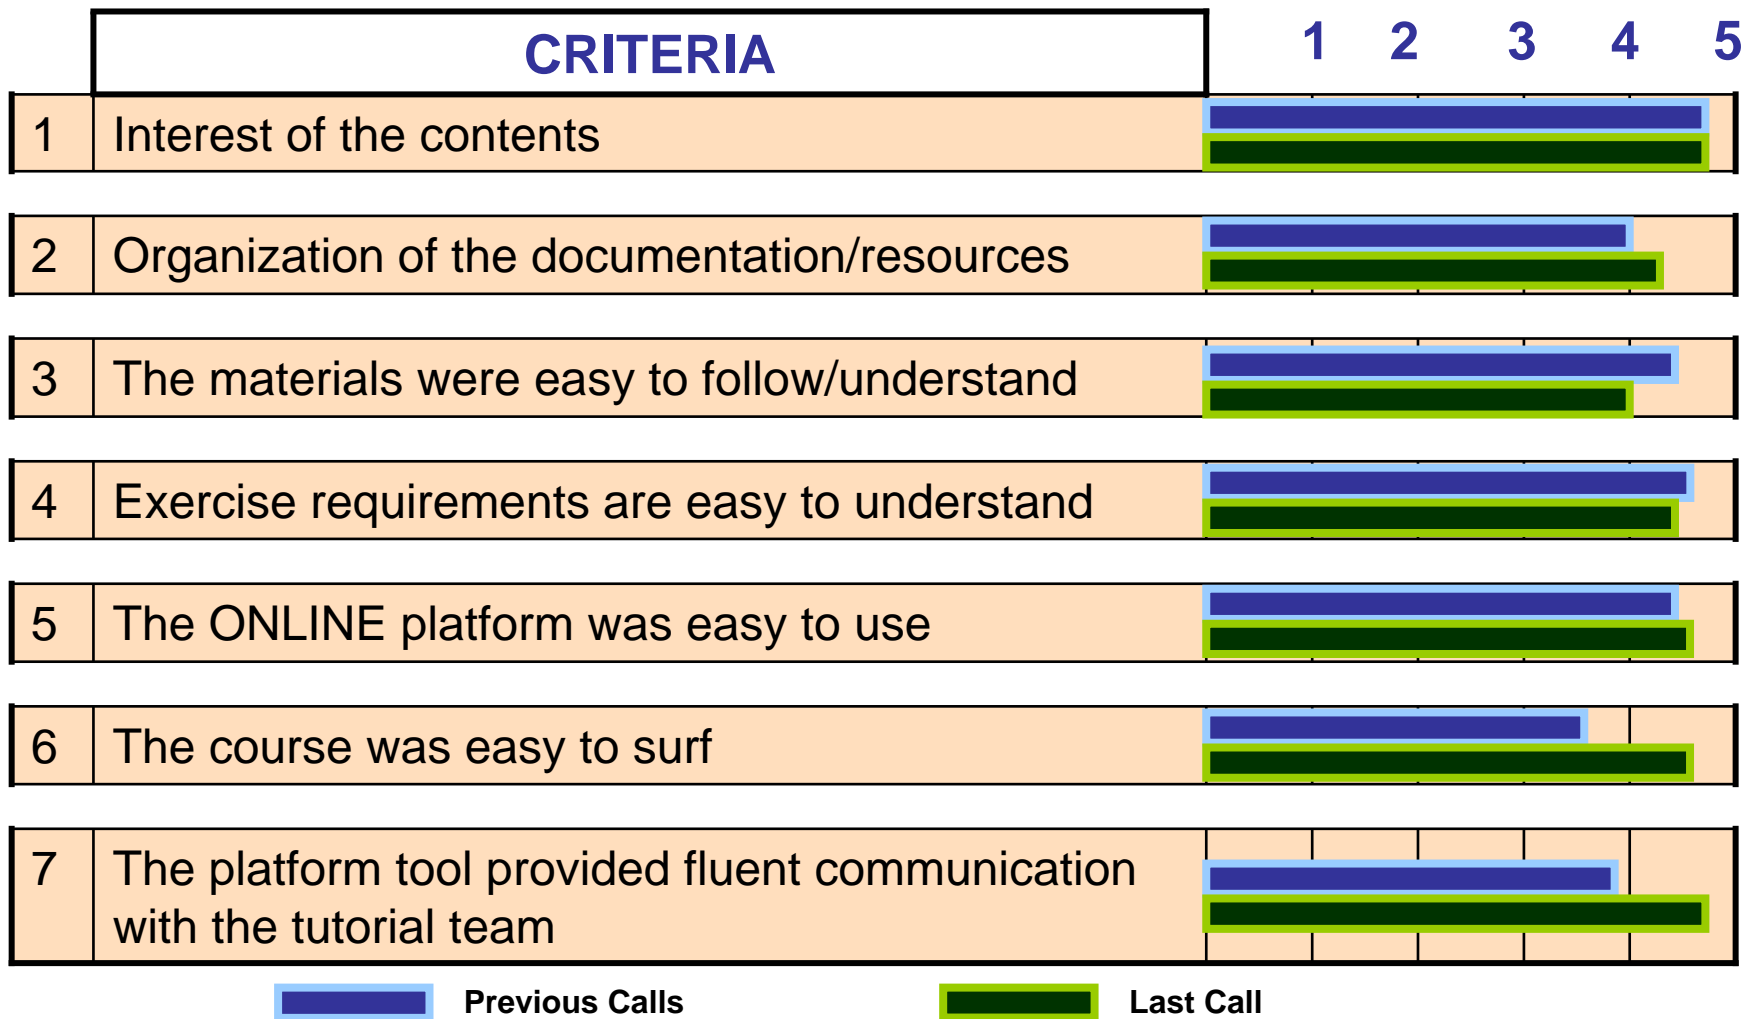 CRITERIA 1 2 3 4 5
1 Interest of the contents
2 Organization of the documentation/resources
3 The materials were easy to follow/understand
4 Exercise requirements are easy to understand
5 The ONLINE platform was easy to use
6 The course was easy to surf
7 The platform tool provided fluent communication
with the tutorial team
Previous Calls Last Call